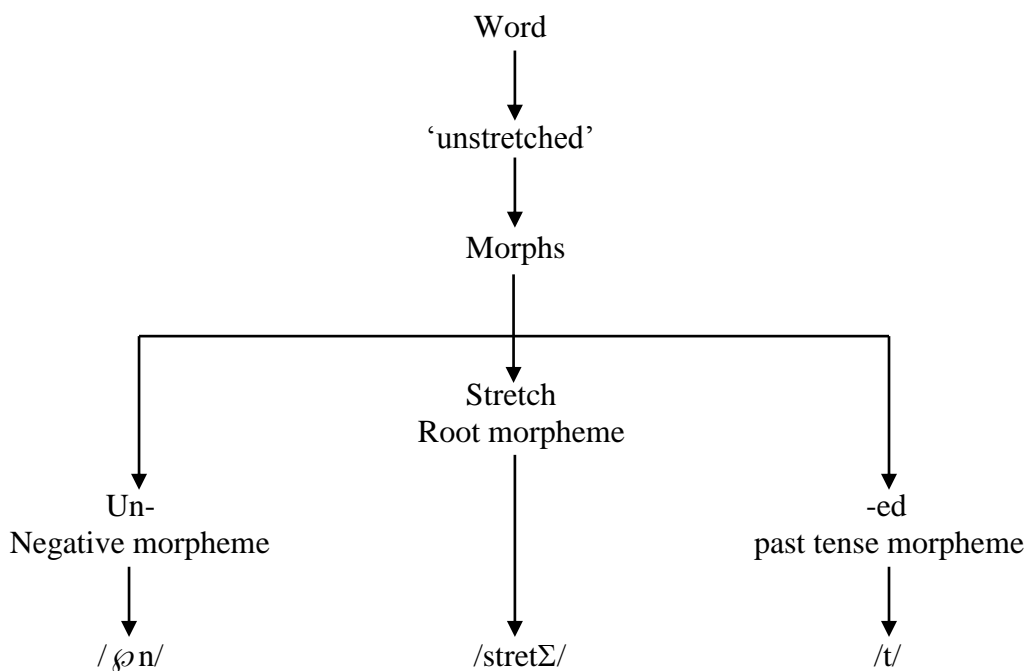 Word
‘unstretched’
Morphs
Stretch
Root morpheme
Un-
Negative morpheme
-ed
past tense morpheme
/℘n/
/stretΣ/
/t/